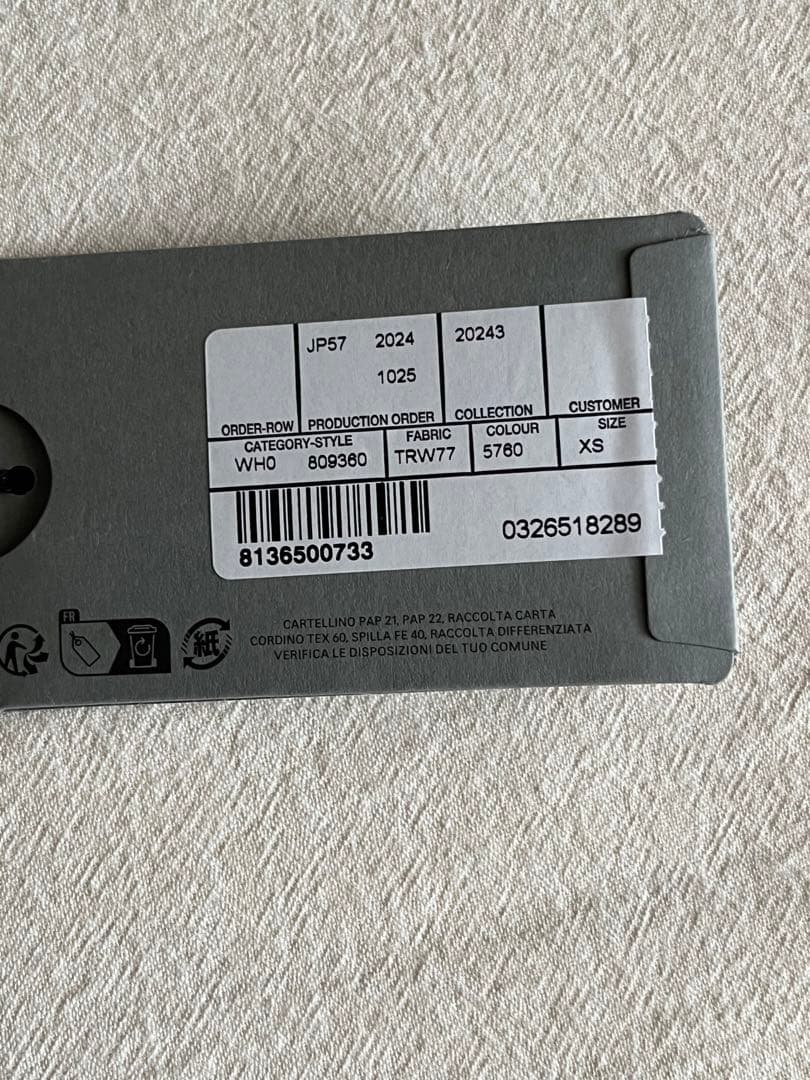 JP57 2024 20243
1025
ORDER-ROW PRODUCTION ORDER COLLECTION CUSTOMER
CATEGORY-STYLE FABRIC COLOUR SIZE
WH0 809360 TRW77 5760 XS
8136500733 0326518289
FR
紙
CARTELLINO PAP 21, PAP 22, RACCOLTA CARTA
CORDINO TEX 60, SPILLA FE 40, RACCOLTA DIFFERENZIATA
VERIFICA LE DISPOSIZIONI DEL TUO COMUNE